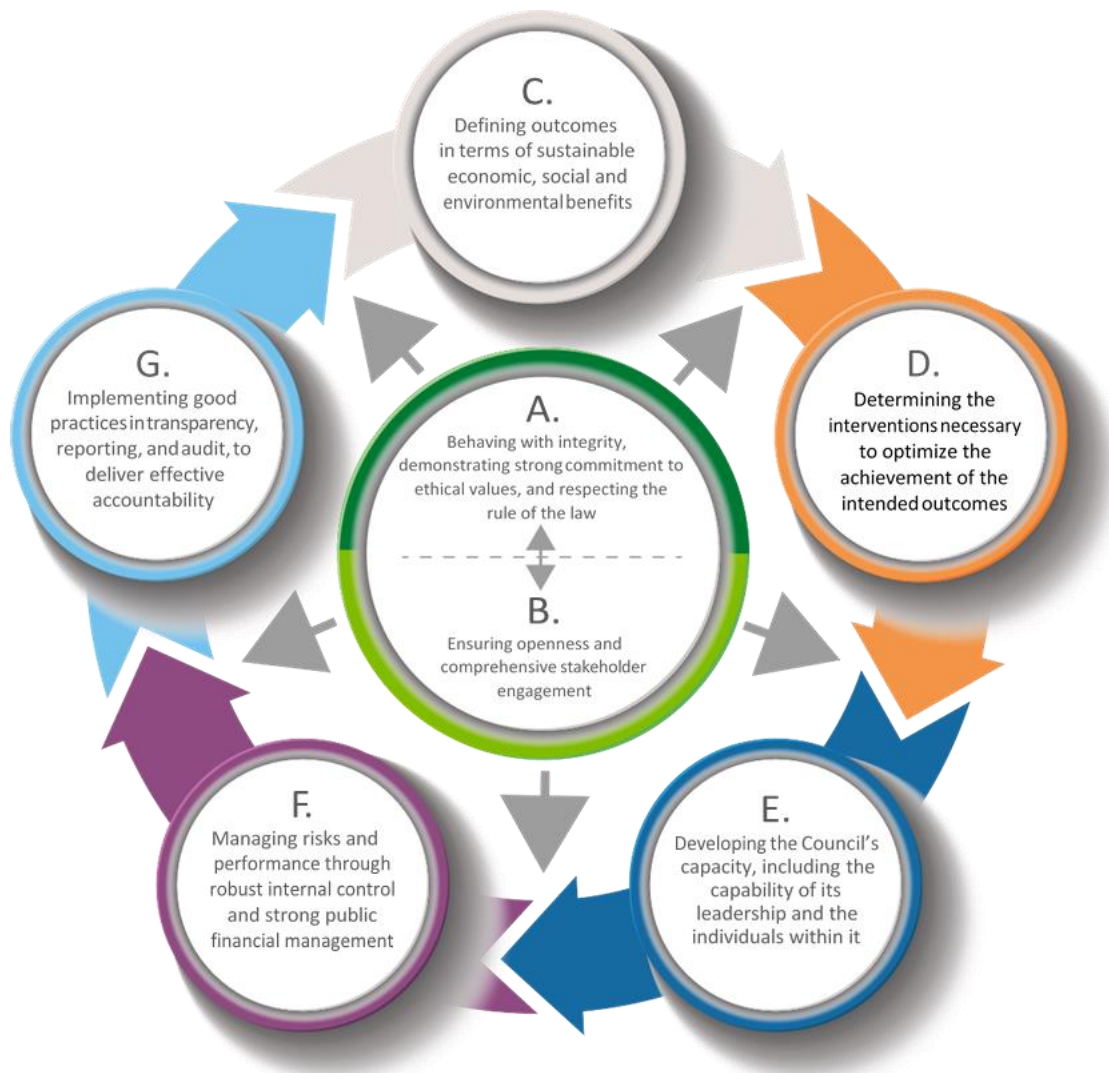 C.
Defining outcomes
in terms of sustainable
economic, social and
environmental benefits
D.
Determining the
interventions necessary
to optimize the
achievement of the
intended outcomes
E.
Developing the Council's
capacity, including the
capability of its
leadership and the
individuals within it
F.
Managing risks and
performance through
robust internal control
and strong public
financial management
G.
Implementing good
practices in transparency,
reporting, and audit, to
deliver effective
accountability
A.
Behaving with integrity,
demonstrating strong commitment to
ethical values, and respecting the
rule of the law
B.
Ensuring openness and
comprehensive stakeholder
engagement